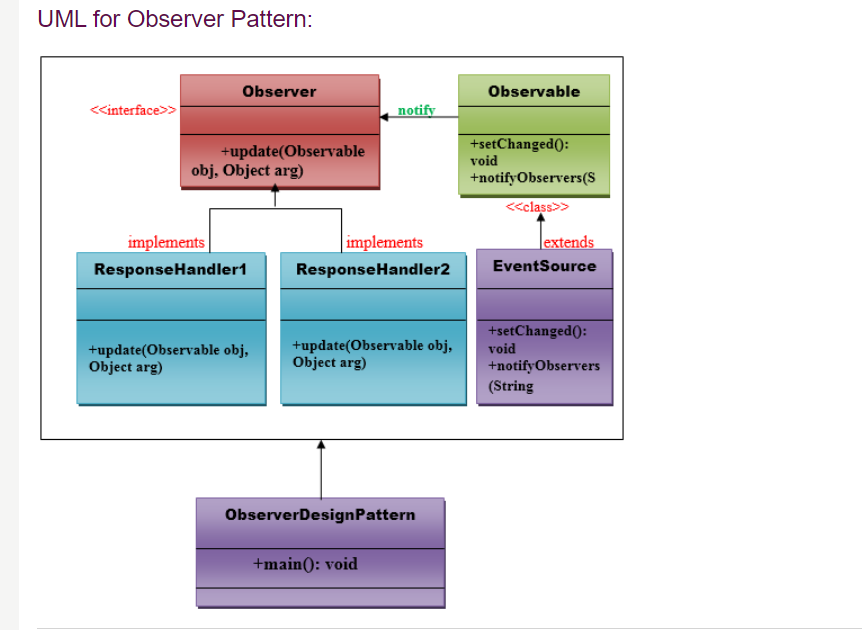 UML for Observer Pattern:
Observer
<<interface>>
+update(Observable
obj, Object arg)
notify
Observable
+setChanged():
void
+notifyObservers(S
<<class>>
implements
implements
extends
ResponseHandler1
+update(Observable obj,
Object arg)
ResponseHandler2
+update(Observable obj,
Object arg)
EventSource
+setChanged():
void
+notifyObservers
(String
ObserverDesignPattern
+main(): void